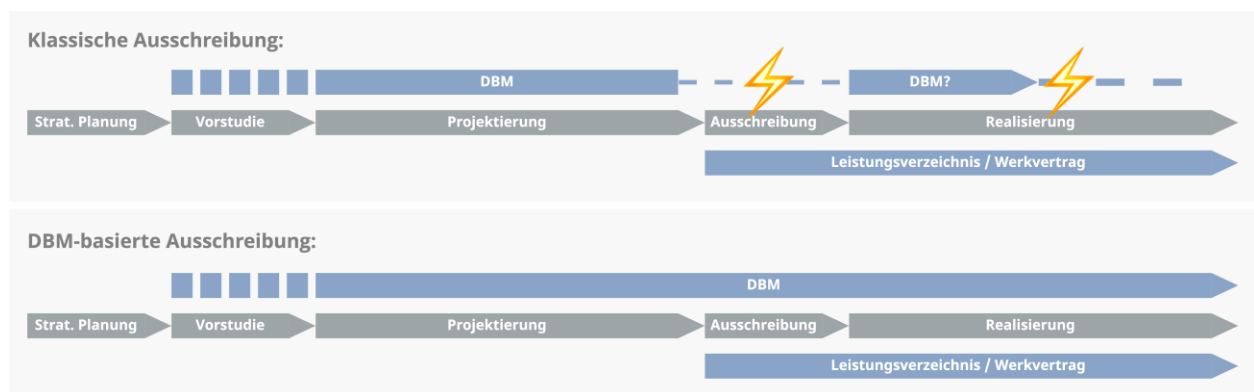 Klassische Ausschreibung:
DBM DBM?
Strat. Planung Vorstudie Projektierung Ausschreibung Realisierung
Leistungsverzeichnis / Werkvertrag
DBM-basierte Ausschreibung:
DBM
Strat. Planung Vorstudie Projektierung Ausschreibung Realisierung
Leistungsverzeichnis / Werkvertrag